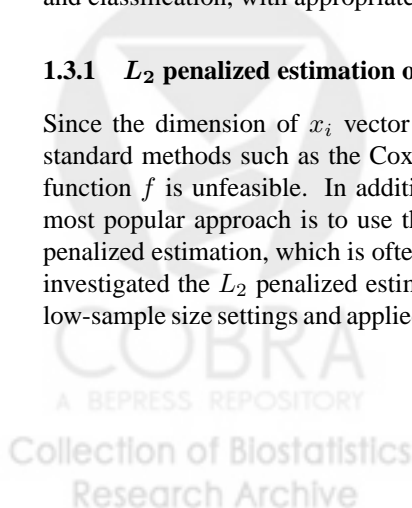 and classification, with appropriate
1.3.1 L₂ penalized estimation o
Since the dimension of xᵢ vector
standard methods such as the Cox
function f is unfeasible. In additi
most popular approach is to use th
penalized estimation, which is ofte
investigated the L₂ penalized estim
low-sample size settings and applied
COBRA
A BEPRESS REPOSITORY
Collection of Biostatistics
Research Archive